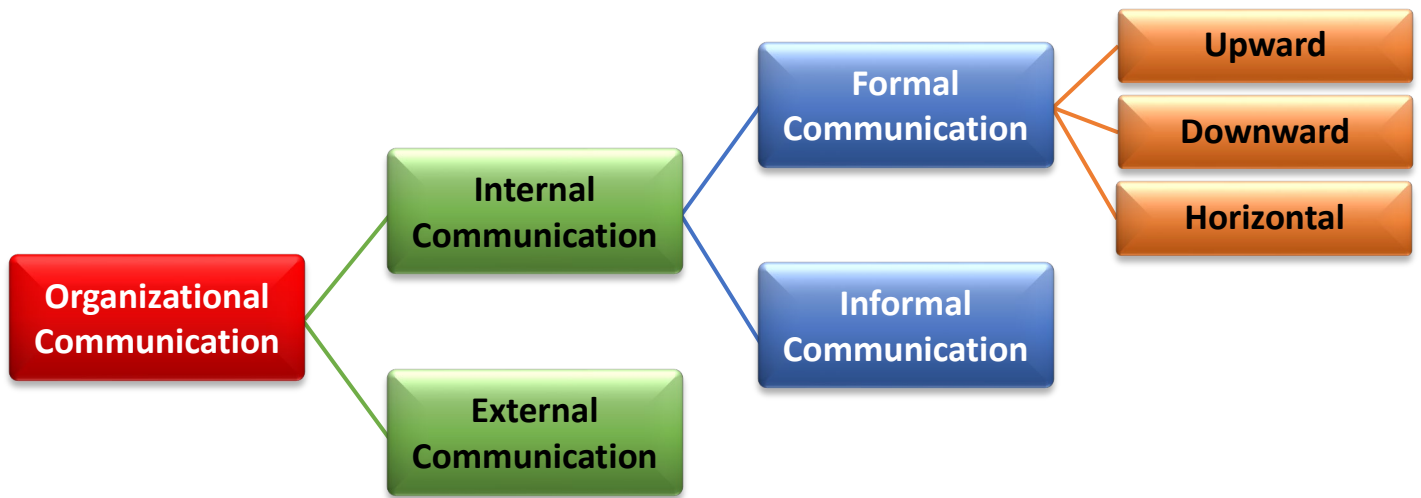 Organizational
Communication
Internal
Communication
External
Communication
Formal
Communication
Informal
Communication
Upward
Downward
Horizontal